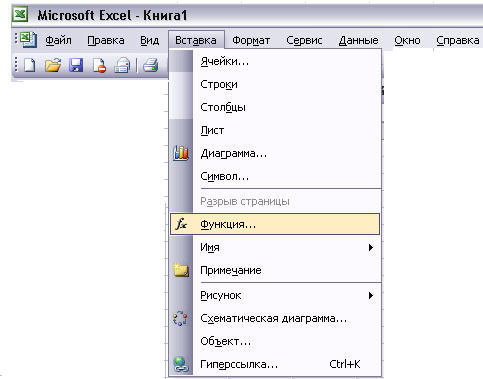 Microsoft Excel - Книга1
Файл Правка Вид Вставка Формат Сервис Данные Окно Справка
Ячейки...
Строки
Столбцы
Лист
Диаграмма...
Символ...
Разрыв страницы
fx Функция...
Имя
Примечание
Рисунок
Схематическая диаграмма...
Объект...
Гиперссылка... Ctrl+K